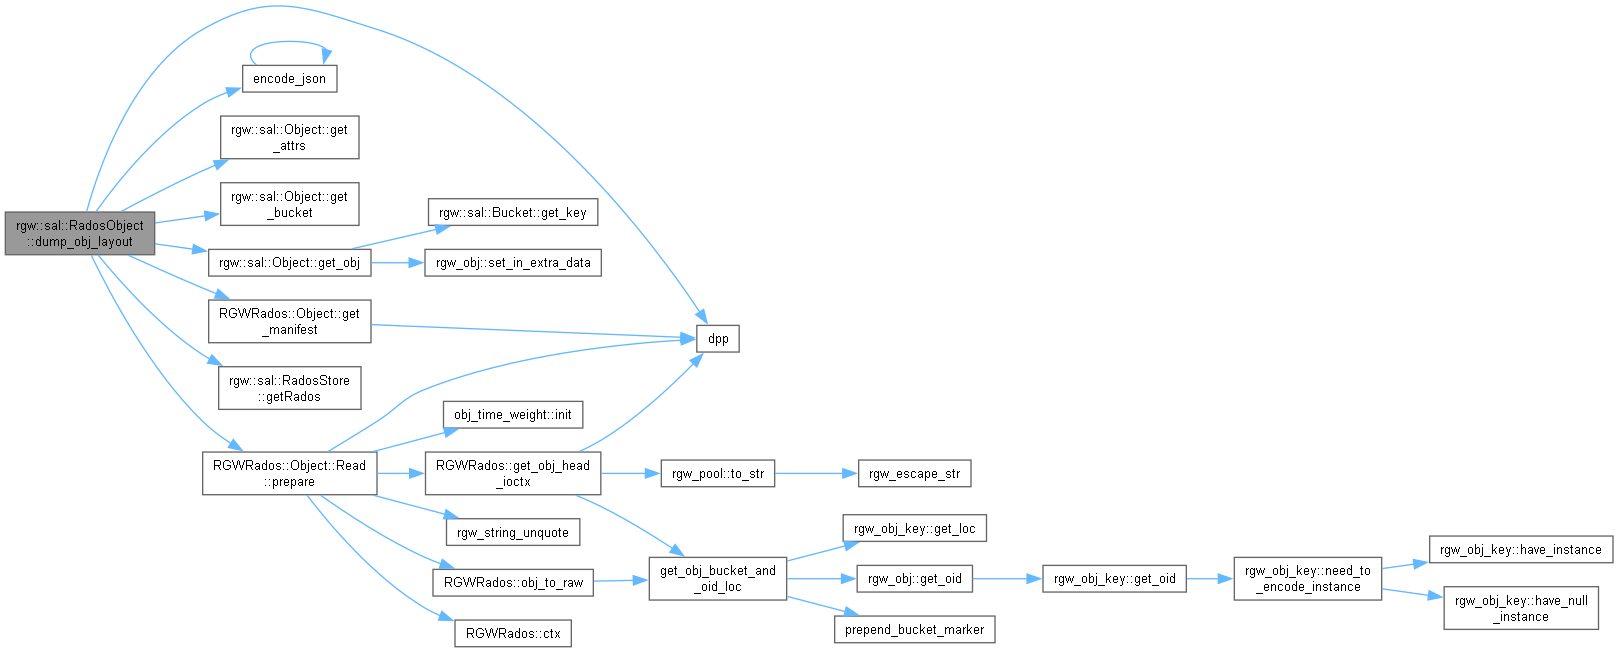 rgw::sal::RadosObject
::dump_obj_layout
encode_json
rgw::sal::Object::get
_attrs
rgw::sal::Object::get
_bucket
rgw::sal::Object::get_obj
RGWRados::Object::get
_manifest
rgw::sal::RadosStore
::getRados
RGWRados::Object::Read
::prepare
rgw::sal::Bucket::get_key
rgw_obj::set_in_extra_data
dpp
obj_time_weight::init
RGWRados::get_obj_head
_ioctx
rgw_string_unquote
RGWRados::obj_to_raw
RGWRados::ctx
rgw_pool::to_str
rgw_escape_str
get_obj_bucket_and
_oid_loc
rgw_obj_key::get_loc
rgw_obj::get_oid
prepend_bucket_marker
rgw_obj_key::get_oid
rgw_obj_key::need_to
_encode_instance
rgw_obj_key::have_instance
rgw_obj_key::have_null
_instance